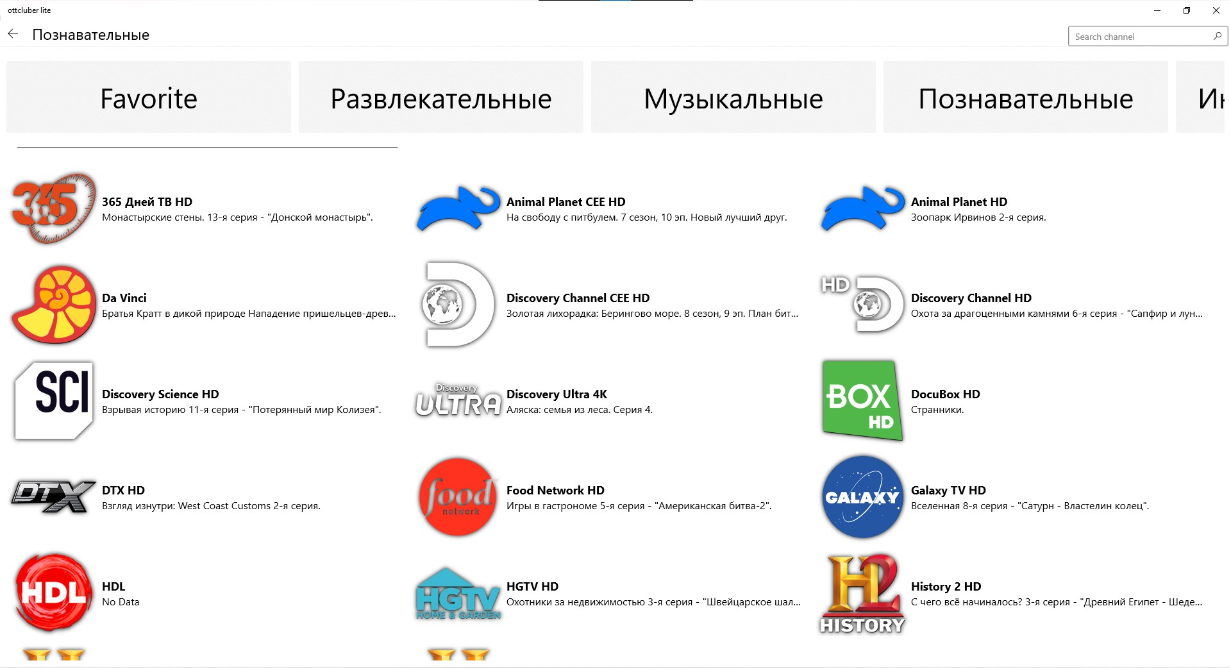 ottcluber lite
Познавательные
Search channel
Favorite
Развлекательные
Музыкальные
Познавательные
365
365 Дней ТВ HD
Монастырские стены. 13-я серия - "Донской монастырь".
Animal Planet CEE HD
На свободу с питбулем. 7 сезон, 10 эп. Новый лучший друг.
Animal Planet HD
Зоопарк Ирвинов 2-я серия.
Da Vinci
Братья Кратт в дикой природе Нападение пришельцев-древ...
Discovery Channel CEE HD
Золотая лихорадка: Берингово море. 8 сезон, 9 эп. План бит...
HD
Discovery Channel HD
Охота за драгоценными камнями 6-я серия - "Сапфир и лун...
SCI
Discovery Science HD
Взрывая историю 11-я серия - "Потерянный мир Колизея".
Discovery
ULTRA
Discovery Ultra 4K
Аляска: семья из леса. Серия 4.
BOX
HD
DocuBox HD
Странники.
DTX
DTX HD
Взгляд изнутри: West Coast Customs 2-я серия.
food
network
Food Network HD
Игры в гастрономе 5-я серия - "Американская битва-2".
GALAXY
Galaxy TV HD
Вселенная 8-я серия - "Сатурн - Властелин колец".
HDL
HDL
No Data
HGTV
HOME & GARDEN
HGTV HD
Охотники за недвижимостью 3-я серия - "Швейцарское шал...
H2
HISTORY
History 2 HD
С чего всё начиналось? 3-я серия - "Древний Египет - Шеде...